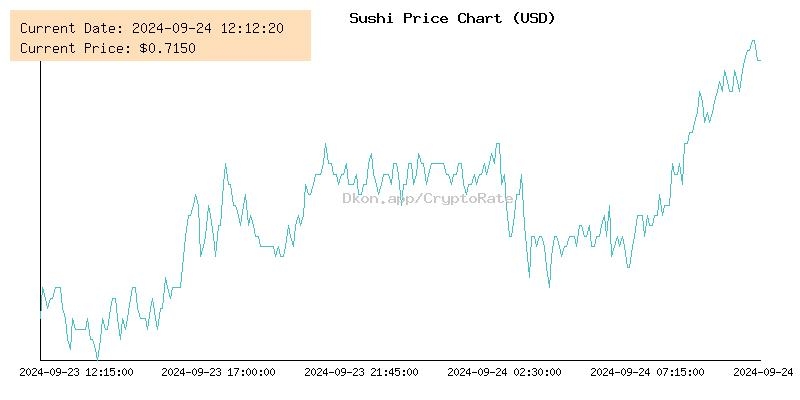 Sushi Price Chart (USD)
Current Date: 2024-09-24 12:12:20
Current Price: $0.7150
Dkon.app/CryptoRate
2024-09-23 12:15:00 2024-09-23 17:00:00 2024-09-23 21:45:00 2024-09-24 02:30:00 2024-09-24 07:15:00 2024-09-24